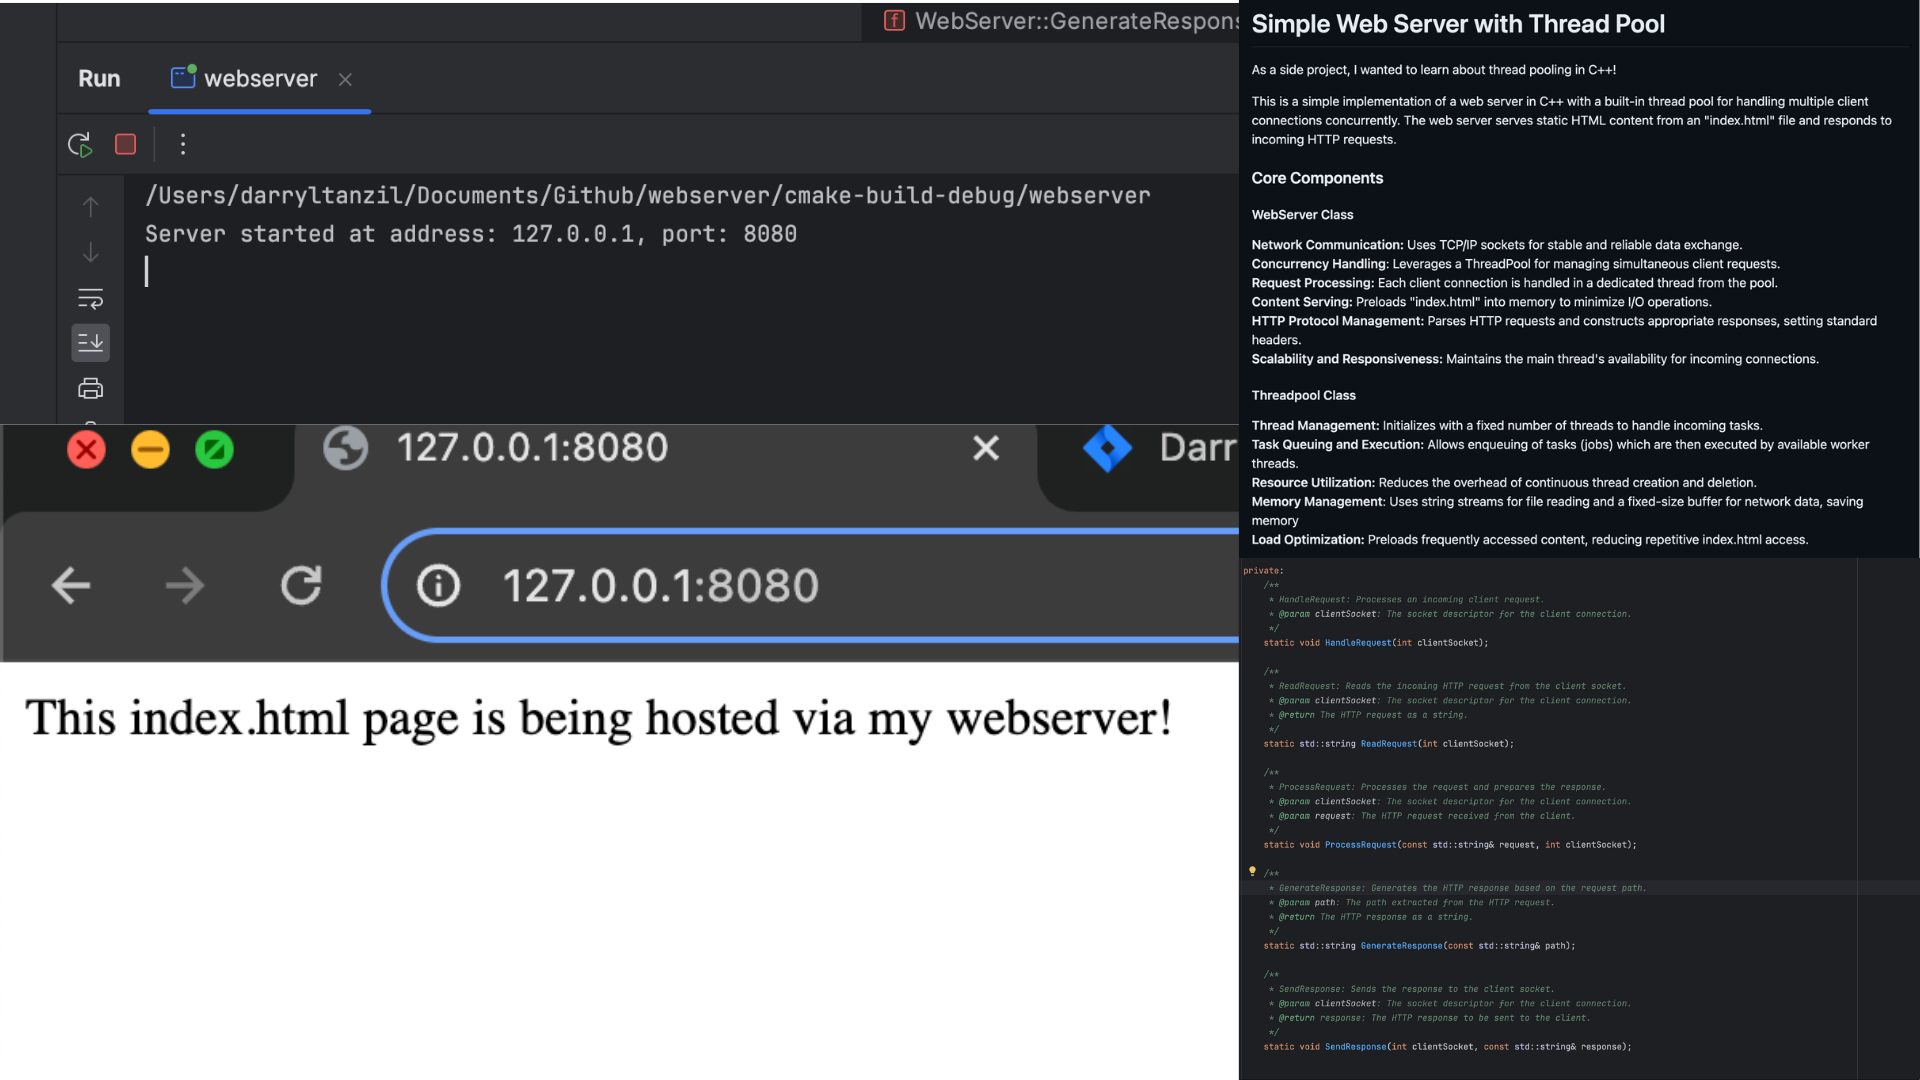 WebServer::GenerateRespons
Run
webserver
/Users/darryltanzil/Documents/Github/webserver/cmake-build-debug/webserver
Server started at address: 127.0.0.1, port: 8080
127.0.0.1:8080
Darr
127.0.0.1:8080
This index.html page is being hosted via my webserver!
Simple Web Server with Thread Pool
As a side project, I wanted to learn about thread pooling in C++!
This is a simple implementation of a web server in C++ with a built-in thread pool for handling multiple client
connections concurrently. The web server serves static HTML content from an "index.html" file and responds to
incoming HTTP requests.
Core Components
WebServer Class
Network Communication: Uses TCP/IP sockets for stable and reliable data exchange.
Concurrency Handling: Leverages a ThreadPool for managing simultaneous client requests.
Request Processing: Each client connection is handled in a dedicated thread from the pool.
Content Serving: Preloads "index.html" into memory to minimize I/O operations.
HTTP Protocol Management: Parses HTTP requests and constructs appropriate responses, setting standard
headers.
Scalability and Responsiveness: Maintains the main thread's availability for incoming connections.
Threadpool Class
Thread Management: Initializes with a fixed number of threads to handle incoming tasks.
Task Queuing and Execution: Allows enqueuing of tasks (jobs) which are then executed by available worker
threads.
Resource Utilization: Reduces the overhead of continuous thread creation and deletion.
Memory Management: Uses string streams for file reading and a fixed-size buffer for network data, saving
memory
Load Optimization: Preloads frequently accessed content, reducing repetitive index.html access.
private:
/**
* HandleRequest: Processes an incoming client request.
* @param clientSocket: The socket descriptor for the client connection.
*/
static void HandleRequest(int clientSocket);
/**
* ReadRequest: Reads the incoming HTTP request from the client socket.
* @param clientSocket: The socket descriptor for the client connection.
* @return The HTTP request as a string.
*/
static std::string ReadRequest(int clientSocket);
/**
* ProcessRequest: Processes the request and prepares the response.
* @param clientSocket: The socket descriptor for the client connection.
* @param request: The HTTP request received from the client.
*/
static void ProcessRequest(const std::string& request, int clientSocket);
/**
* GenerateResponse: Generates the HTTP response based on the request path.
* @param path: The path extracted from the HTTP request.
* @return The HTTP response as a string.
*/
static std::string GenerateResponse(const std::string& path);
/**
* SendResponse: Sends the response to the client socket.
* @param clientSocket: The socket descriptor for the client connection.
* @return response: The HTTP response to be sent to the client.
*/
static void SendResponse(int clientSocket, const std::string& response);